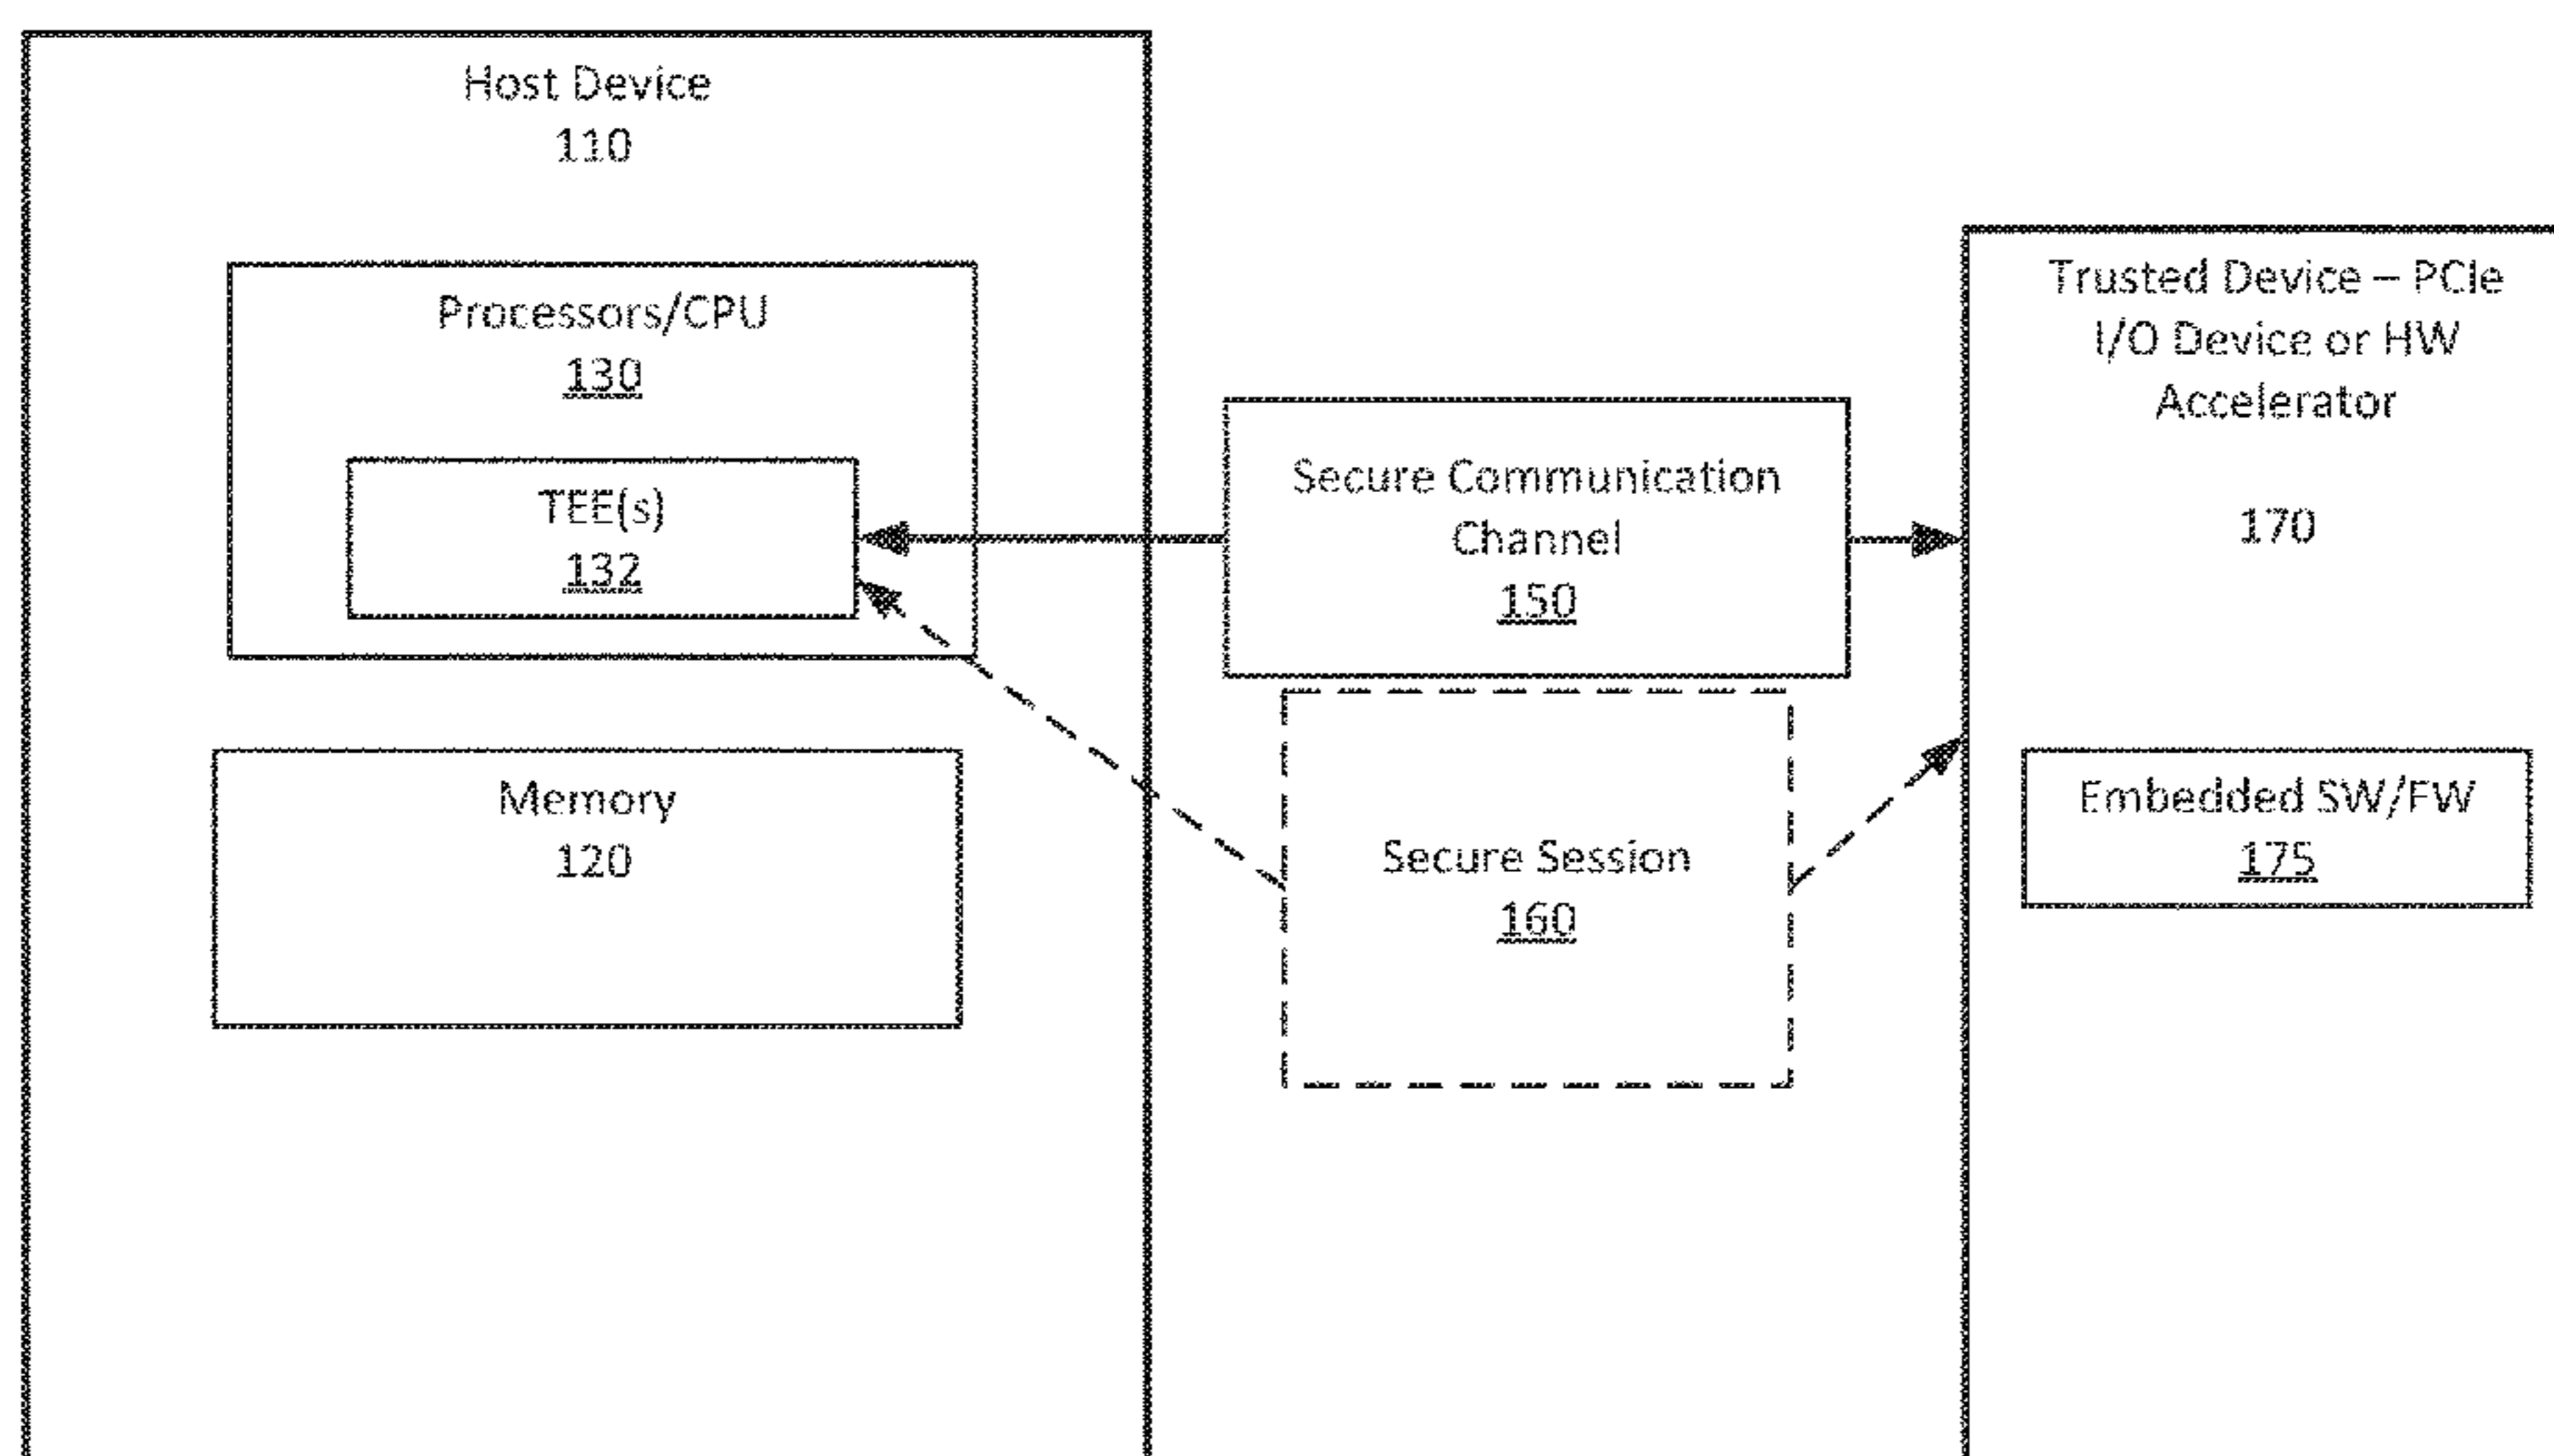 Host Device
110
Processors/CPU
130
TEE(s)
132
Memory
120
Secure Communication
Channel
150
Secure Session
160
Trusted Device – PCIe
I/O Device or HW
Accelerator
170
Embedded SW/FW
175